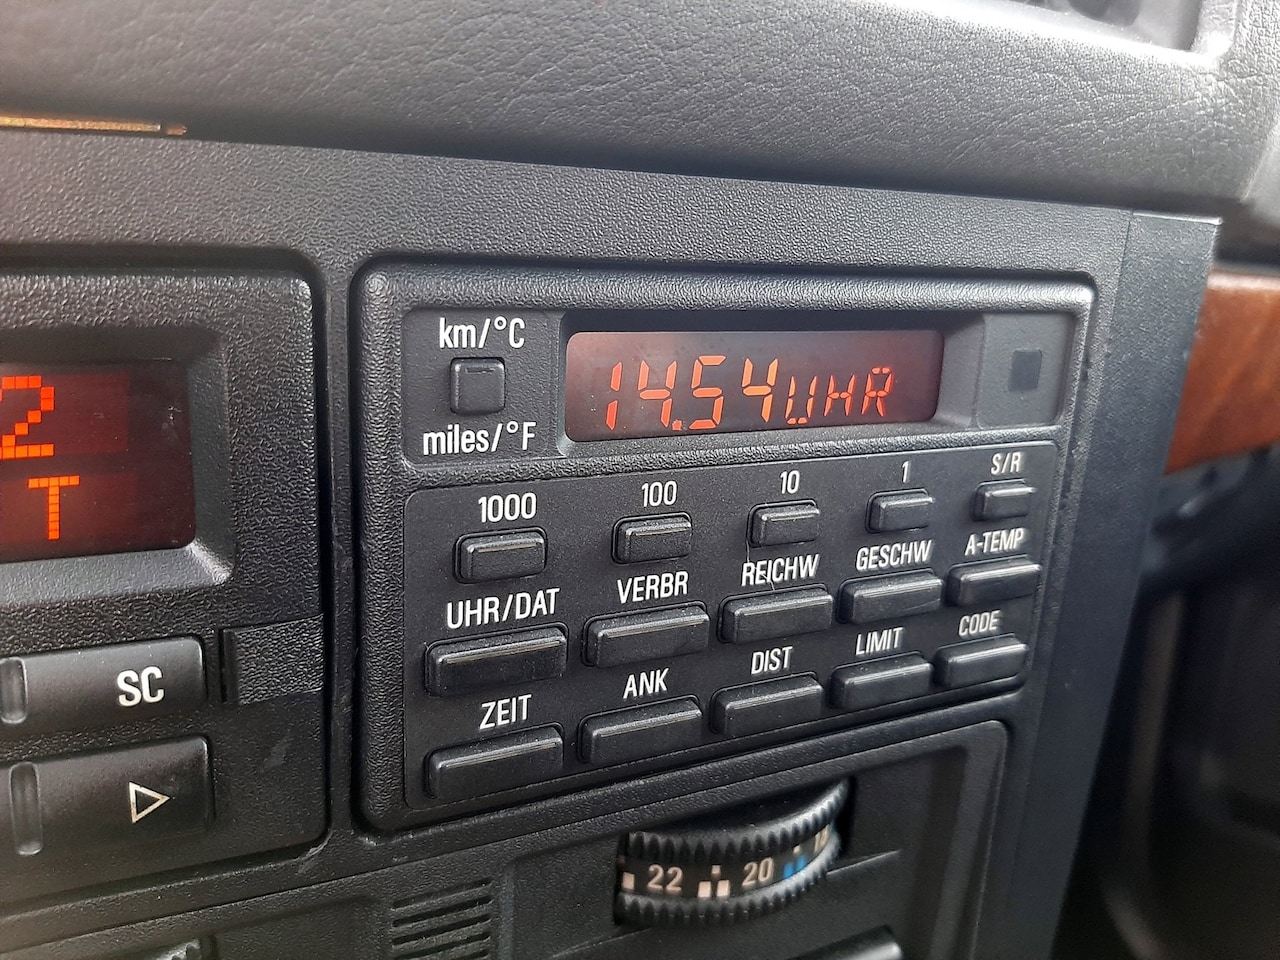 km/°C
14.54UHR
miles/°F
2
T
1000 100 10 1 S/R
UHR/DAT VERBR REICHW GESCHW A-TEMP
ZEIT ANK DIST LIMIT CODE
SC
22 20